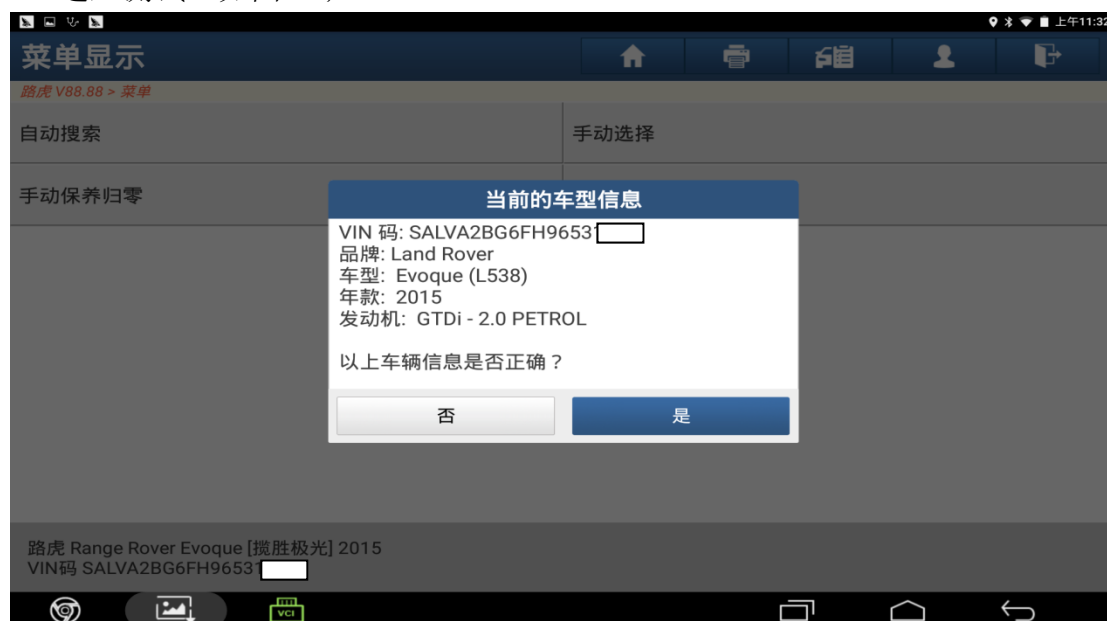 上午11:32
菜单显示
路虎 V88.88 > 菜单
自动搜索
手动选择
手动保养归零
当前的车型信息
VIN 码: SALVA2BG6FH96531
品牌: Land Rover
车型: Evoque (L538)
年款: 2015
发动机: GTDi - 2.0 PETROL
以上车辆信息是否正确？
否
是
路虎 Range Rover Evoque [揽胜极光] 2015
VIN码 SALVA2BG6FH96531
VCI